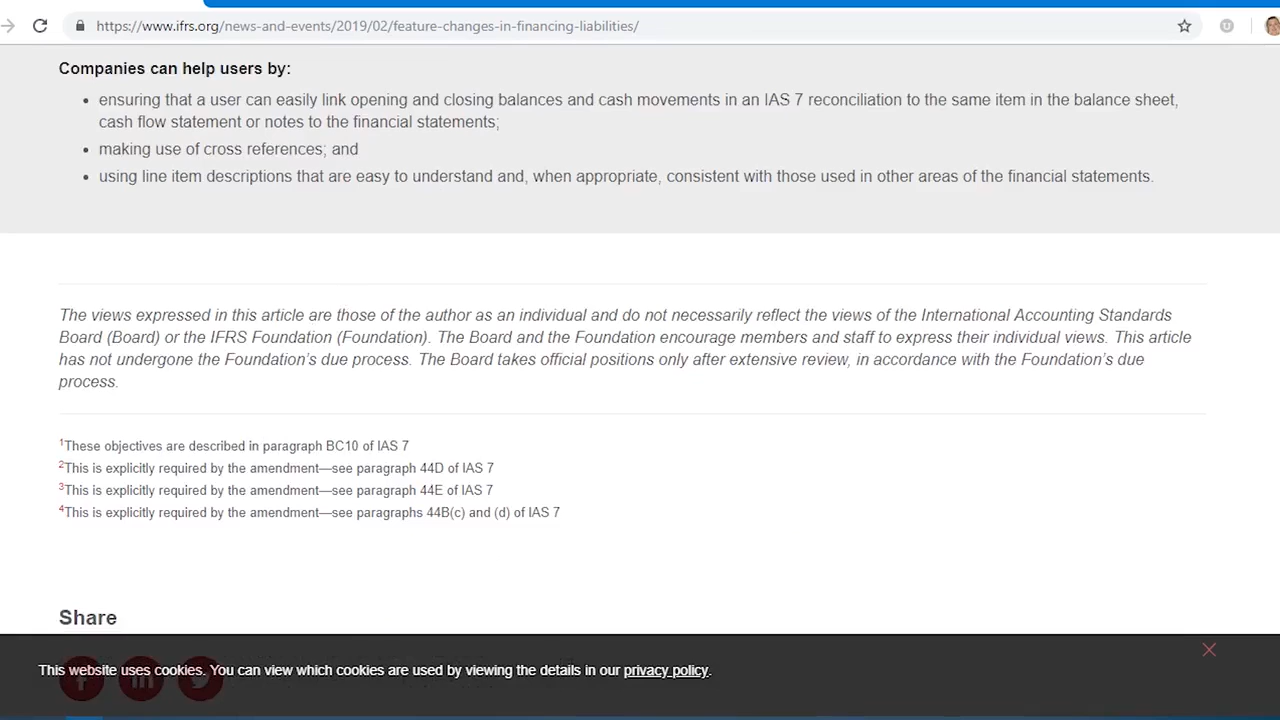 https://www.ifrs.org/news-and-events/2019/02/feature-changes-in-financing-liabilities/
Companies can help users by:
• ensuring that a user can easily link opening and closing balances and cash movements in an IAS 7 reconciliation to the same item in the balance sheet,
cash flow statement or notes to the financial statements;
• making use of cross references; and
• using line item descriptions that are easy to understand and, when appropriate, consistent with those used in other areas of the financial statements.
The views expressed in this article are those of the author as an individual and do not necessarily reflect the views of the International Accounting Standards
Board (Board) or the IFRS Foundation (Foundation). The Board and the Foundation encourage members and staff to express their individual views. This article
has not undergone the Foundation’s due process. The Board takes official positions only after extensive review, in accordance with the Foundation’s due
process.
1These objectives are described in paragraph BC10 of IAS 7
2This is explicitly required by the amendment—see paragraph 44D of IAS 7
3This is explicitly required by the amendment—see paragraph 44E of IAS 7
4This is explicitly required by the amendment—see paragraphs 44B(c) and (d) of IAS 7
Share
This website uses cookies. You can view which cookies are used by viewing the details in our privacy policy.